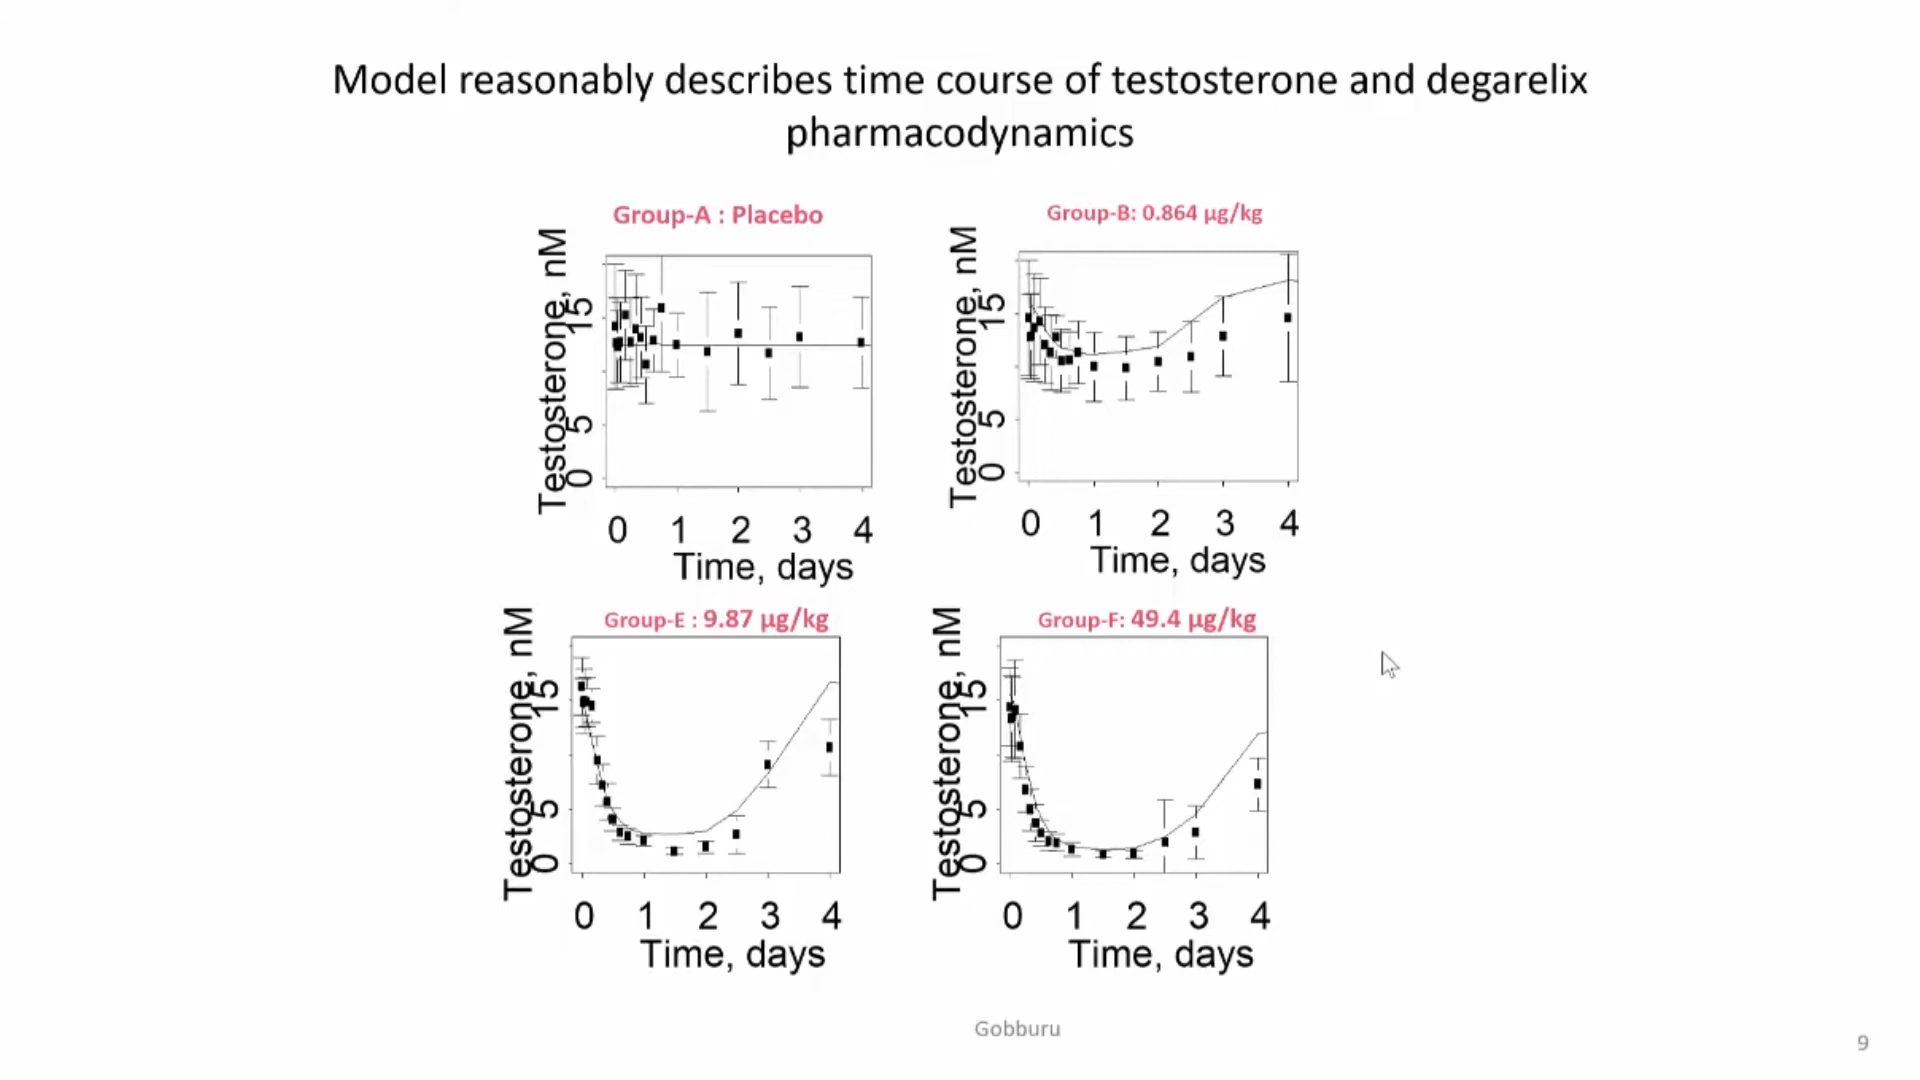 Model reasonably describes time course of testosterone and degarelix
pharmacodynamics
Group-A : Placebo
Testosterone, nM
15
5
0
0 1 2 3 4
Time, days
Group-B: 0.864 µg/kg
Testosterone, nM
15
5
0
0 1 2 3 4
Time, days
Group-E : 9.87 µg/kg
Testosterone, nM
15
5
0
0 1 2 3 4
Time, days
Group-F: 49.4 µg/kg
Testosterone, nM
15
5
0
0 1 2 3 4
Time, days
Gobburu
9